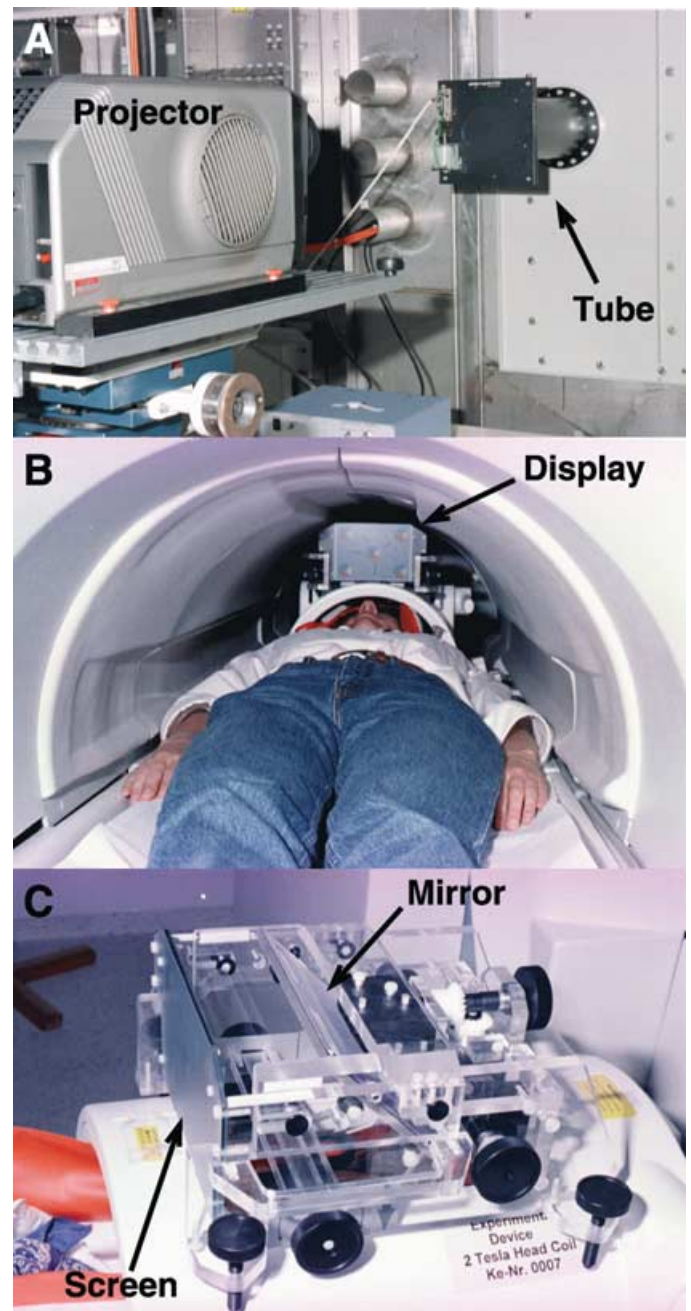 A
Projector
Tube
B
Display
C
Mirror
Screen
Experiment.
Device
2 Tesla Head Coil
Ke-Nr. 0007